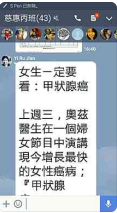 慈惠丙班(43)
女生一定要
看：甲狀腺癌
上週三，奧茲
醫生在一個婦
女節目中演講
現今增長最快
的女性癌病；
『甲狀腺